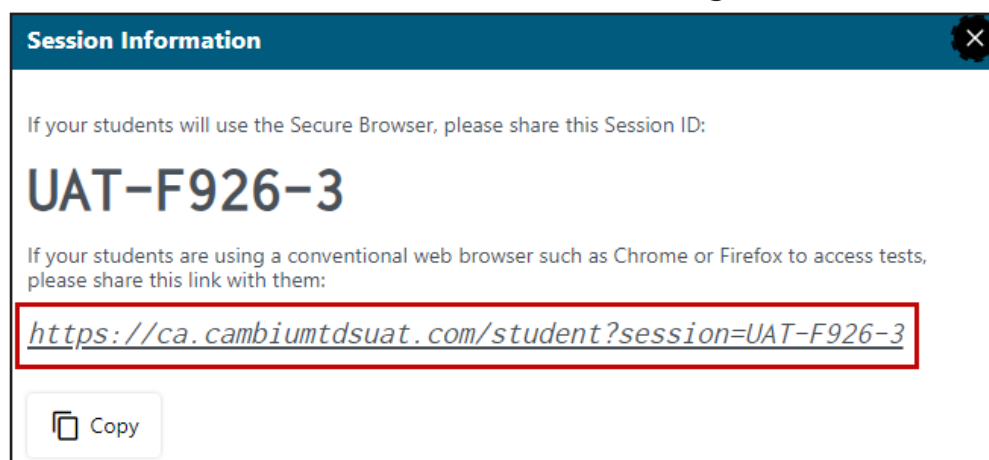 Session Information
If your students will use the Secure Browser, please share this Session ID:
UAT-F926-3
If your students are using a conventional web browser such as Chrome or Firefox to access tests,
please share this link with them:
https://ca.cambiumtdsuat.com/student?session=UAT-F926-3
Copy